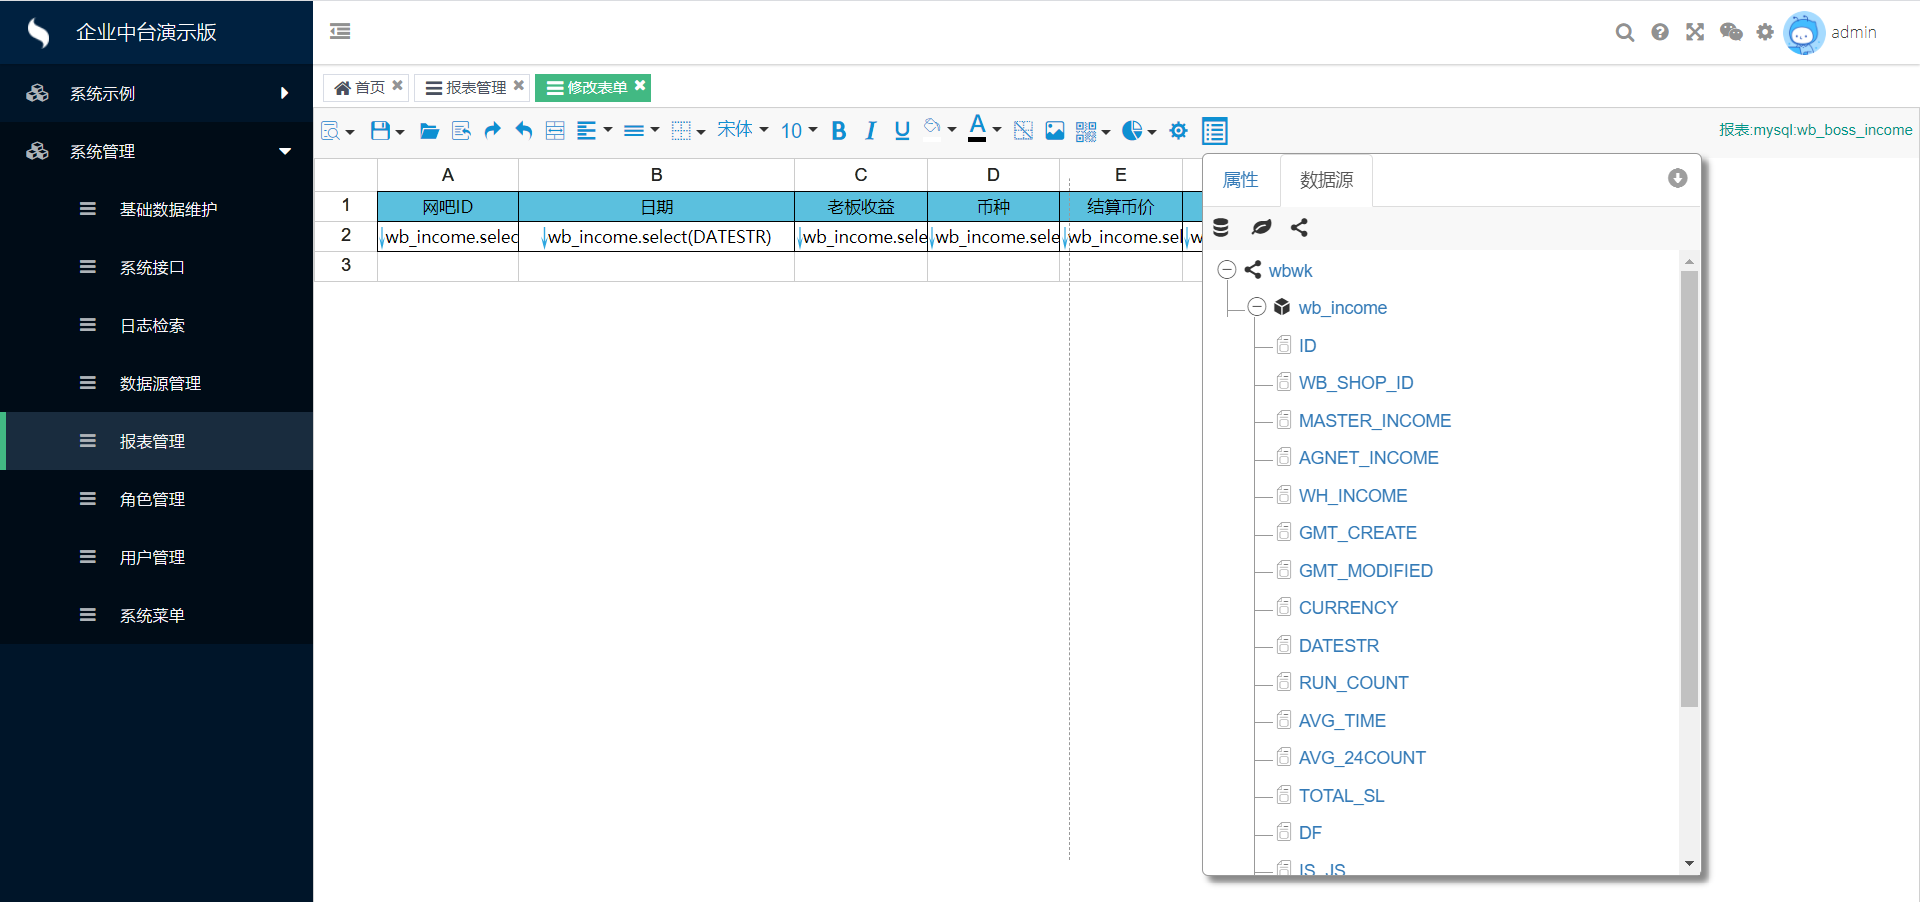 企业中台演示版
admin
系统示例
系统管理
基础数据维护
系统接口
日志检索
数据源管理
报表管理
角色管理
用户管理
系统菜单
首页 报表管理 修改表单
宋体 10 B I U A
报表:mysql:wb_boss_income
A B C D E
1 网吧ID 日期 老板收益 币种 结算币价
2 wb_income.selec wb_income.select(DATESTR) wb_income.sele wb_income.sele wb_income.sel w
3
属性 数据源
wbwk
wb_income
ID
WB_SHOP_ID
MASTER_INCOME
AGNET_INCOME
WH_INCOME
GMT_CREATE
GMT_MODIFIED
CURRENCY
DATESTR
RUN_COUNT
AVG_TIME
AVG_24COUNT
TOTAL_SL
DF
IS_JS